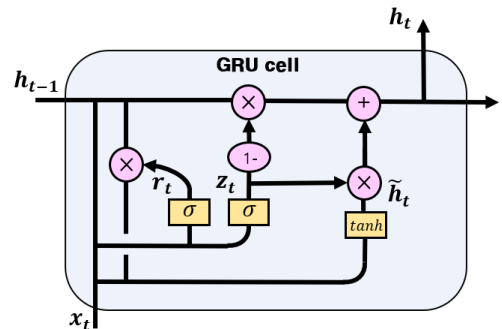 h_t
GRU cell
h_{t-1}
×
+
1-
×
r_t
z_t
×
h̃_t
σ
σ
tanh
x_t